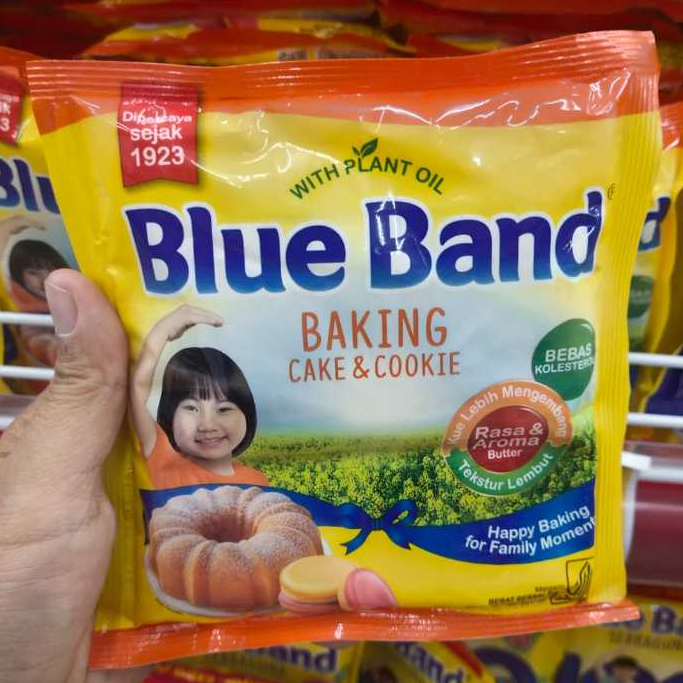 Dipercaya
sejak
1923
WITH PLANT OIL
Blue Band
BAKING
CAKE & COOKIE
BEBAS
KOLESTEROL
Kue Lebih Mengembang
Rasa &
Aroma
Butter
Tekstur Lembut
Happy Baking
for Family Moment